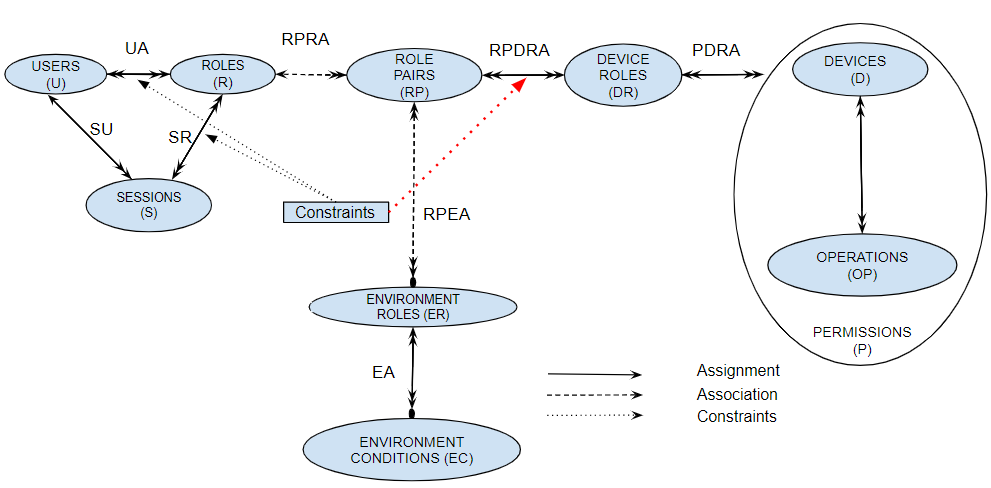 UA
RPRA
RPDRA
PDRA
USERS
(U)
ROLES
(R)
ROLE
PAIRS
(RP)
DEVICE
ROLES
(DR)
DEVICES
(D)
SU
SR
SESSIONS
(S)
Constraints
RPEA
OPERATIONS
(OP)
ENVIRONMENT
ROLES (ER)
PERMISSIONS
(P)
EA
Assignment
Association
Constraints
ENVIRONMENT
CONDITIONS (EC)